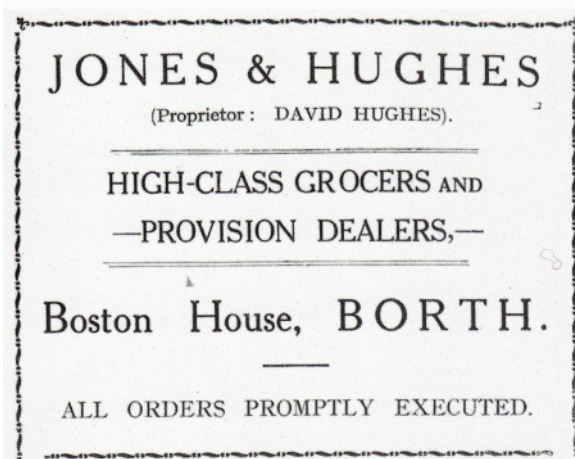 JONES & HUGHES
(Proprietor: DAVID HUGHES).
HIGH-CLASS GROCERS AND
—PROVISION DEALERS,—
Boston House, BORTH.
ALL ORDERS PROMPTLY EXECUTED.